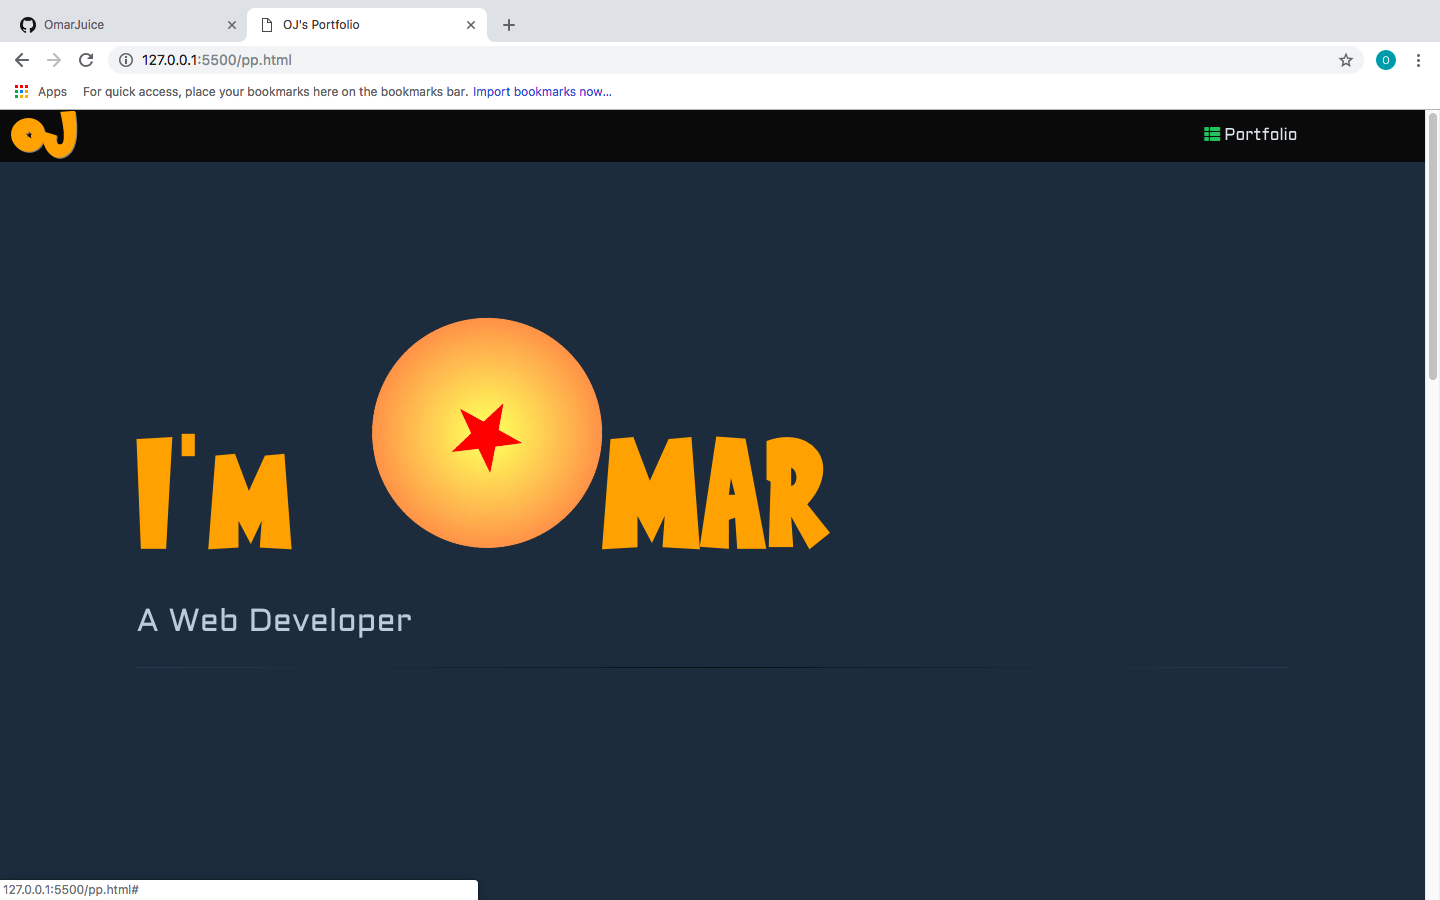 OmarJuice
OJ's Portfolio
127.0.0.1:5500/pp.html
O
Apps
For quick access, place your bookmarks here on the bookmarks bar. Import bookmarks now...
OJ
Portfolio
I'm OMAR
A Web Developer
127.0.0.1:5500/pp.html#